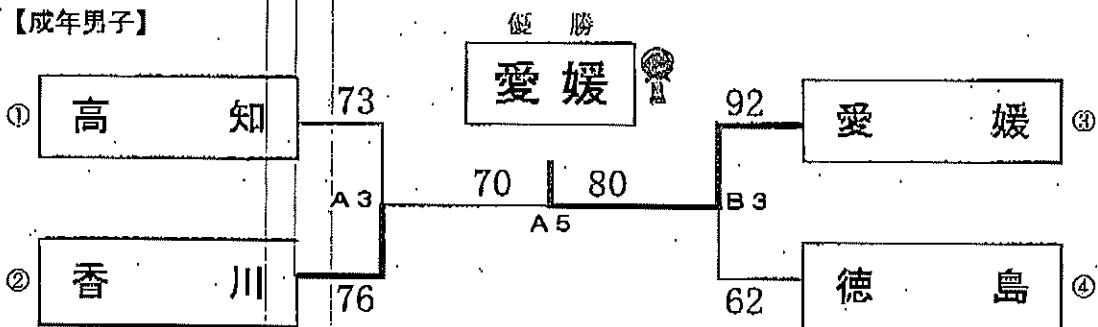 【成年男子】
優勝
愛媛
① 高知 73
92 愛媛 ③
A3 70 80 B3
A5
② 香川 76
62 徳島 ④